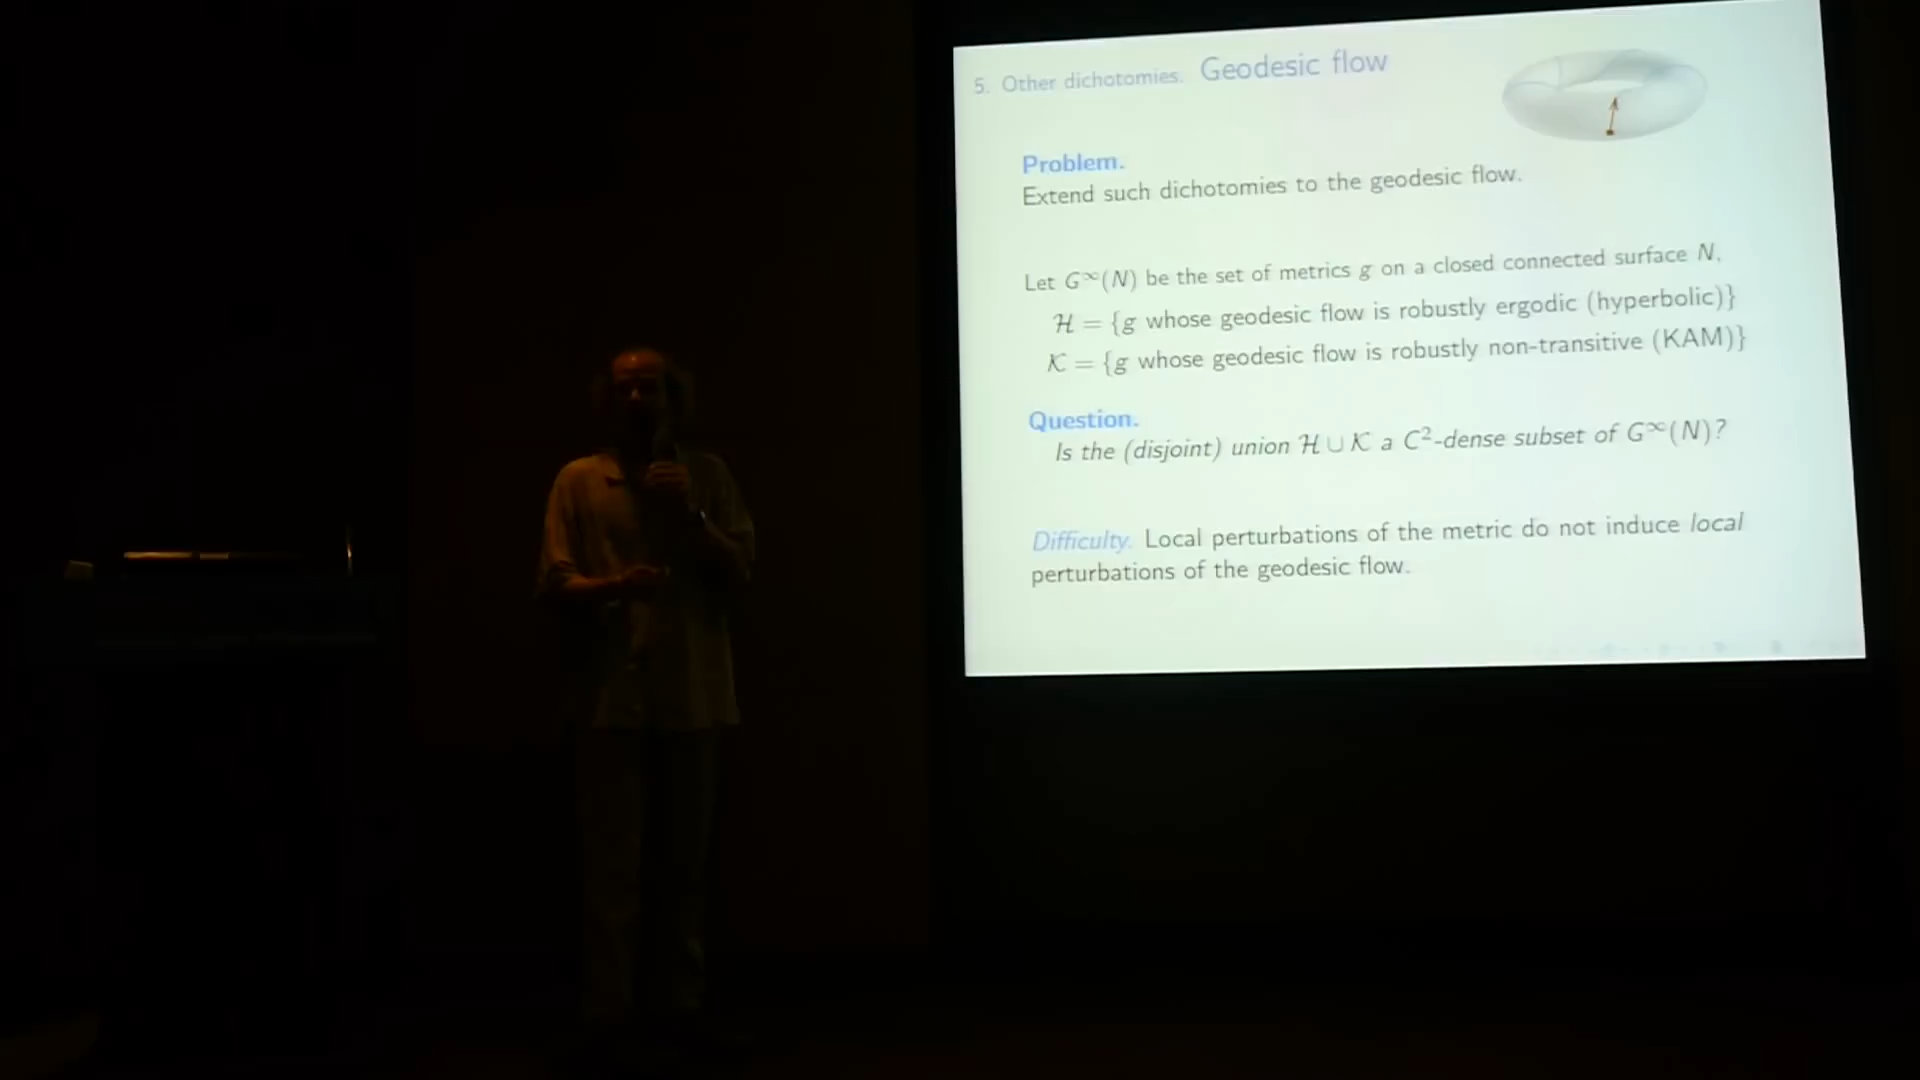 5. Other dichotomies. Geodesic flow
Problem.
Extend such dichotomies to the geodesic flow.
Let G∞(N) be the set of metrics g on a closed connected surface N,
ℋ = {g whose geodesic flow is robustly ergodic (hyperbolic)}
𝒦 = {g whose geodesic flow is robustly non-transitive (KAM)}
Question.
Is the (disjoint) union ℋ ∪ 𝒦 a C²-dense subset of G∞(N)?
Difficulty. Local perturbations of the metric do not induce local
perturbations of the geodesic flow.